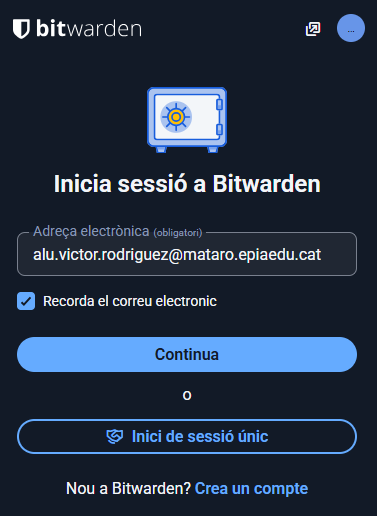 bitwarden
...
Inicia sessió a Bitwarden
Adreça electrònica (obligatori)
alu.victor.rodriguez@mataro.epiaedu.cat
Recorda el correu electronic
Continua
o
Inici de sessió únic
Nou a Bitwarden? Crea un compte